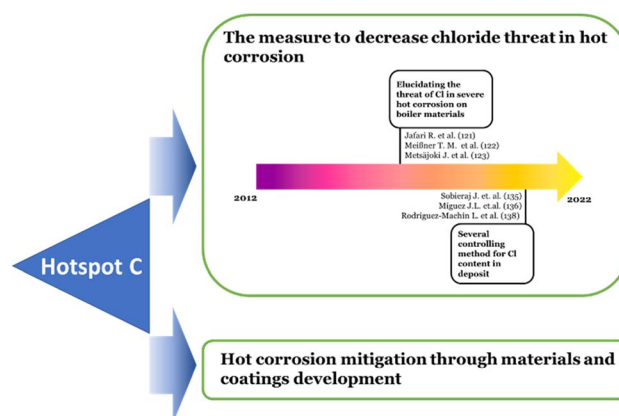 The measure to decrease chloride threat in hot
corrosion
Elucidating the
threat of Cl in severe
hot corrosion on
boiler materials
Jafari R. et al. (121)
Meißner T. M. et al. (122)
Metsäjoki J. et al. (123)
2012
2022
Sobieraj J. et. al. (135)
Míguez J.L. et.al. (136)
Rodríguez-Machín L. et al. (138)
Several
controlling
method for Cl
content in
deposit
Hotspot C
Hot corrosion mitigation through materials and
coatings development